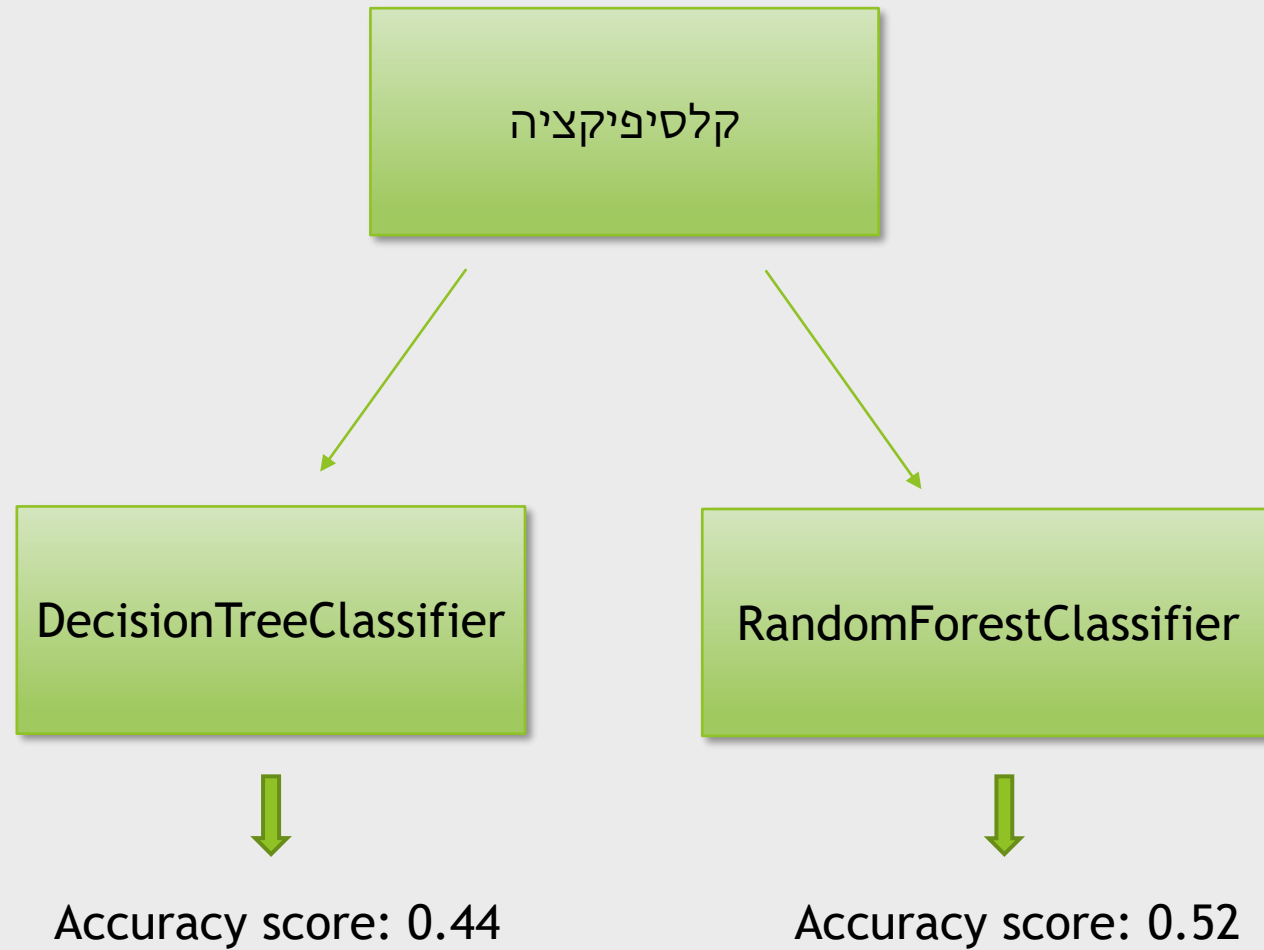 קלסיפיקציה
DecisionTreeClassifier
RandomForestClassifier
Accuracy score: 0.44
Accuracy score: 0.52